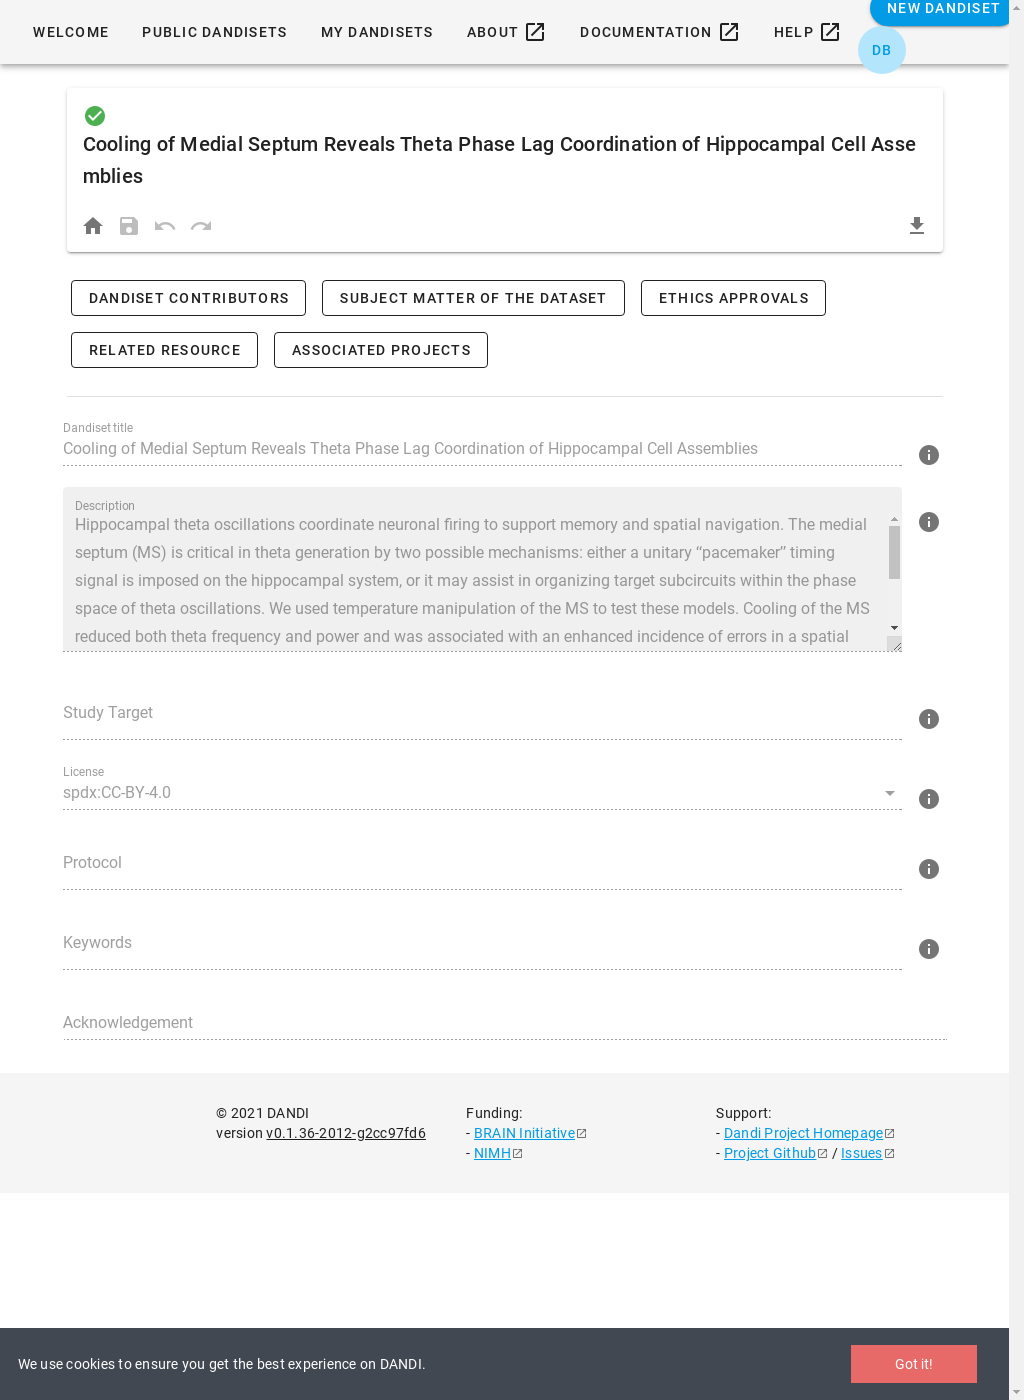 WELCOME
PUBLIC DANDISETS
MY DANDISETS
ABOUT
DOCUMENTATION
HELP
NEW DANDISET
DB
Cooling of Medial Septum Reveals Theta Phase Lag Coordination of Hippocampal Cell Asse
mblies
DANDISET CONTRIBUTORS
SUBJECT MATTER OF THE DATASET
ETHICS APPROVALS
RELATED RESOURCE
ASSOCIATED PROJECTS
Dandiset title
Cooling of Medial Septum Reveals Theta Phase Lag Coordination of Hippocampal Cell Assemblies
Description
Hippocampal theta oscillations coordinate neuronal firing to support memory and spatial navigation. The medial
septum (MS) is critical in theta generation by two possible mechanisms: either a unitary “pacemaker” timing
signal is imposed on the hippocampal system, or it may assist in organizing target subcircuits within the phase
space of theta oscillations. We used temperature manipulation of the MS to test these models. Cooling of the MS
reduced both theta frequency and power and was associated with an enhanced incidence of errors in a spatial
Study Target
License
spdx:CC-BY-4.0
Protocol
Keywords
Acknowledgement
© 2021 DANDI
version v0.1.36-2012-g2cc97fd6
Funding:
- BRAIN Initiative
- NIMH
Support:
- Dandi Project Homepage
- Project Github / Issues
We use cookies to ensure you get the best experience on DANDI.
Got it!